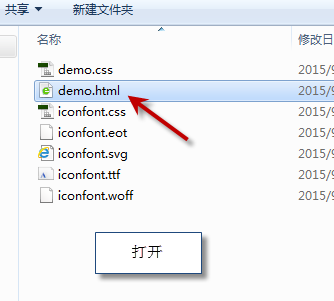 共享 新建文件夹
名称 修改日
demo.css 2015/9
demo.html 2015/9
iconfont.css 2015/9
iconfont.eot 2015/9
iconfont.svg 2015/9
iconfont.ttf 2015/9
iconfont.woff 2015/9
打开